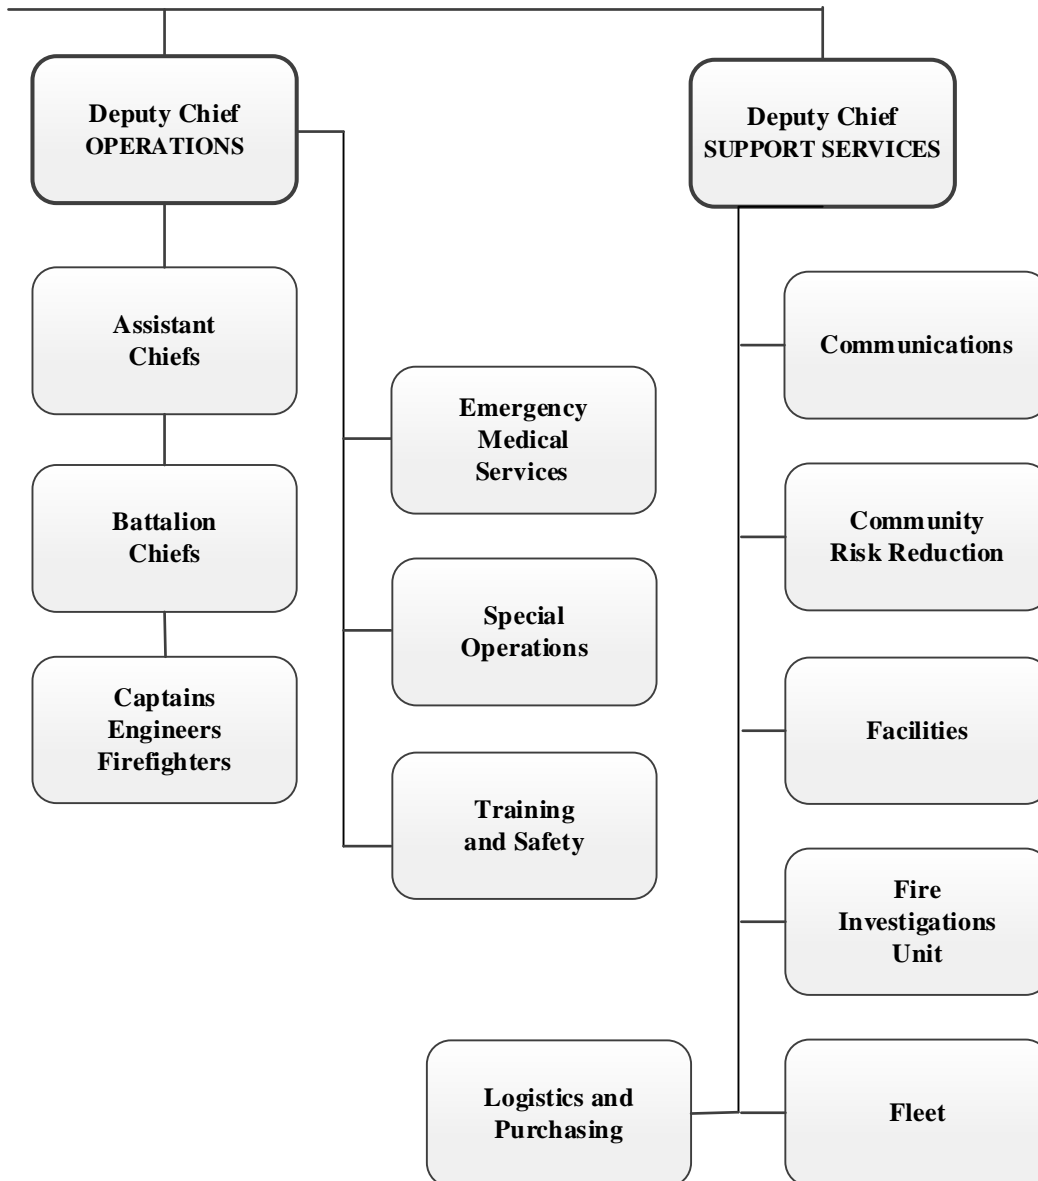 Deputy Chief
OPERATIONS
Deputy Chief
SUPPORT SERVICES
Assistant
Chiefs
Communications
Emergency
Medical
Services
Battalion
Chiefs
Community
Risk Reduction
Special
Operations
Captains
Engineers
Firefighters
Facilities
Training
and Safety
Fire
Investigations
Unit
Logistics and
Purchasing
Fleet